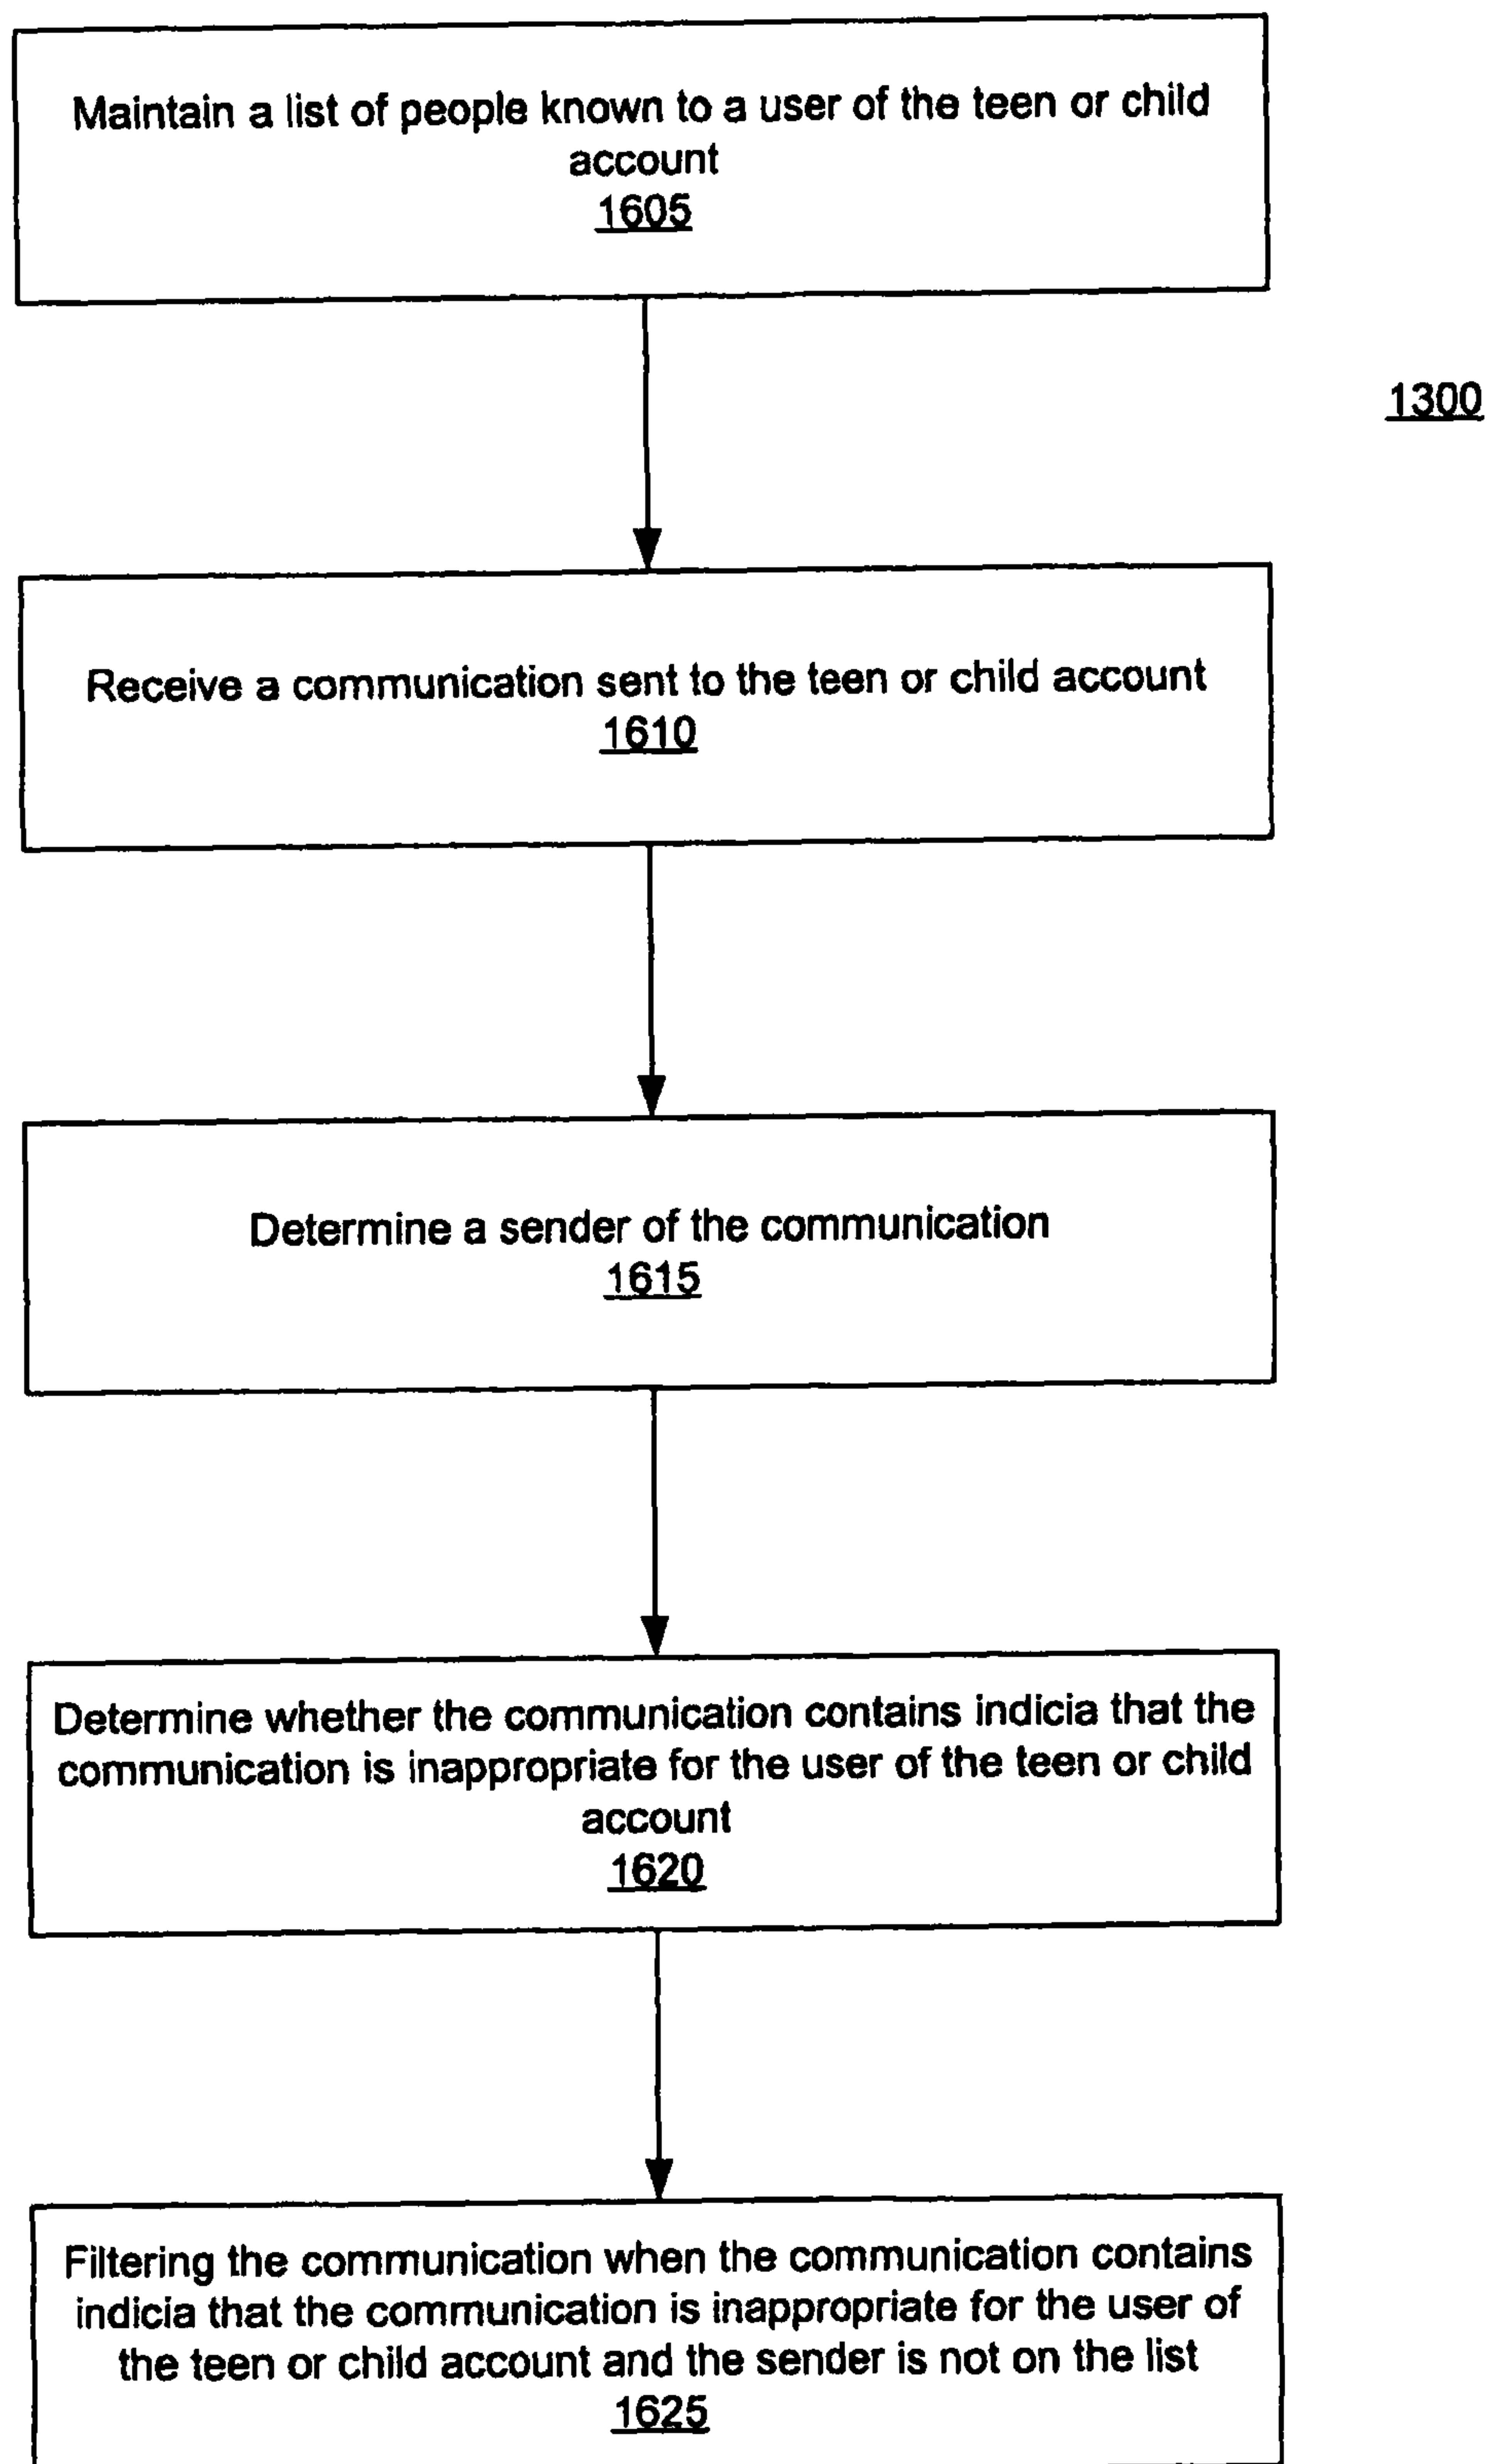 Maintain a list of people known to a user of the teen or child
account
1605
1300
Receive a communication sent to the teen or child account
1610
Determine a sender of the communication
1615
Determine whether the communication contains indicia that the
communication is inappropriate for the user of the teen or child
account
1620
Filtering the communication when the communication contains
indicia that the communication is inappropriate for the user of
the teen or child account and the sender is not on the list
1625